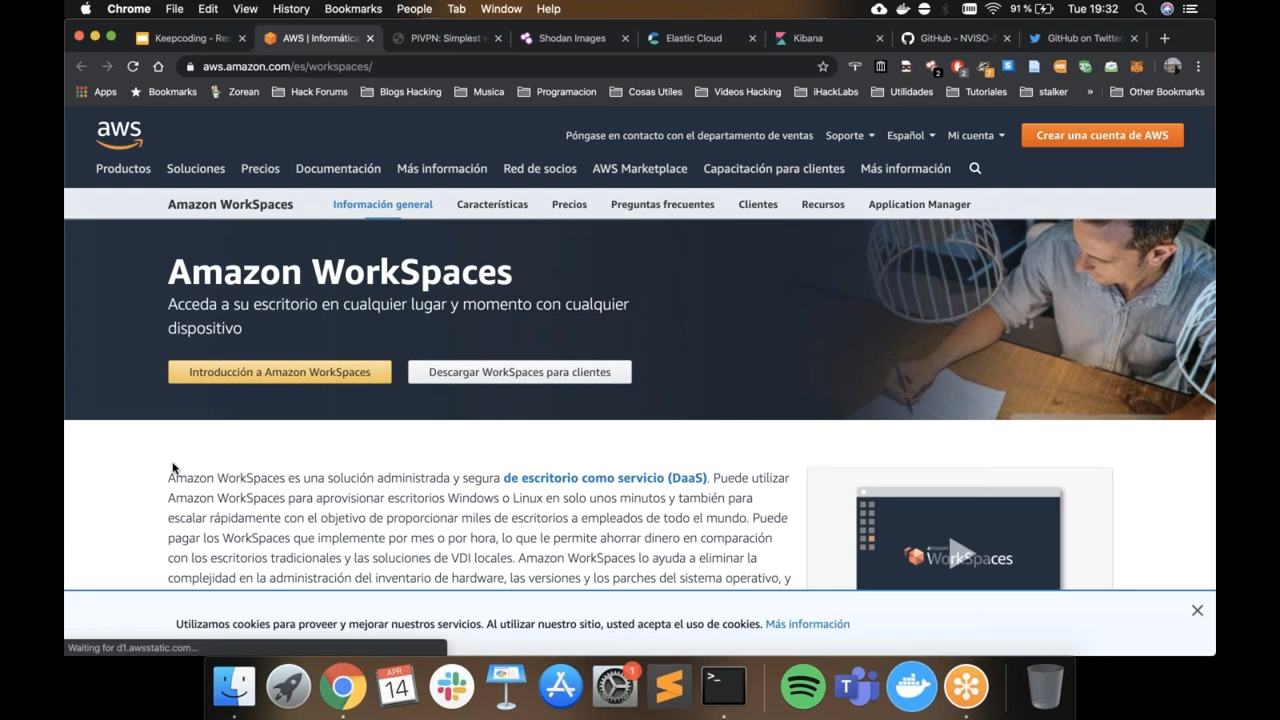 Chrome File Edit View History Bookmarks People Tab Window Help 91 % Tue 19:32
Keepcoding - Re AWS | Informátic PIVPN: Simplest w Shodan Images Elastic Cloud Kibana GitHub - NVISO- GitHub on Twitter
aws.amazon.com/es/workspaces/ 2 2 7
Apps Bookmarks Zorean Hack Forums Blogs Hacking Musica Programacion Cosas Utiles Videos Hacking iHackLabs Utilidades Tutoriales stalker » Other Bookmarks
aws
Póngase en contacto con el departamento de ventas Soporte Español Mi cuenta Crear una cuenta de AWS
Productos Soluciones Precios Documentación Más información Red de socios AWS Marketplace Capacitación para clientes Más información
Amazon WorkSpaces Información general Características Precios Preguntas frecuentes Clientes Recursos Application Manager
Amazon WorkSpaces
Acceda a su escritorio en cualquier lugar y momento con cualquier
dispositivo
Introducción a Amazon WorkSpaces Descargar WorkSpaces para clientes
Amazon WorkSpaces es una solución administrada y segura de escritorio como servicio (DaaS). Puede utilizar
Amazon WorkSpaces para aprovisionar escritorios Windows o Linux en solo unos minutos y también para
escalar rápidamente con el objetivo de proporcionar miles de escritorios a empleados de todo el mundo. Puede
pagar los WorkSpaces que implemente por mes o por hora, lo que le permite ahorrar dinero en comparación
con los escritorios tradicionales y las soluciones de VDI locales. Amazon WorkSpaces lo ayuda a eliminar la
complejidad en la administración del inventario de hardware, las versiones y los parches del sistema operativo, y
WorkSpaces
Utilizamos cookies para proveer y mejorar nuestros servicios. Al utilizar nuestro sitio, usted acepta el uso de cookies. Más información
Waiting for d1.awsstatic.com...
APR
14
1
>_